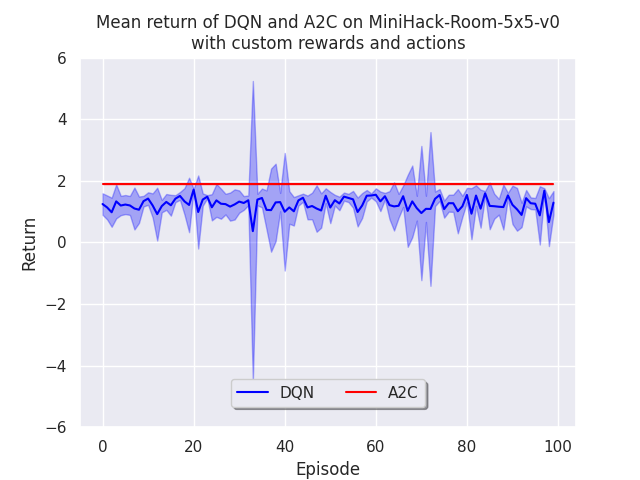 Mean return of DQN and A2C on MiniHack-Room-5x5-v0
with custom rewards and actions
6
4
2
0
−2
−4
−6
Return
DQN A2C
0 20 40 60 80 100
Episode